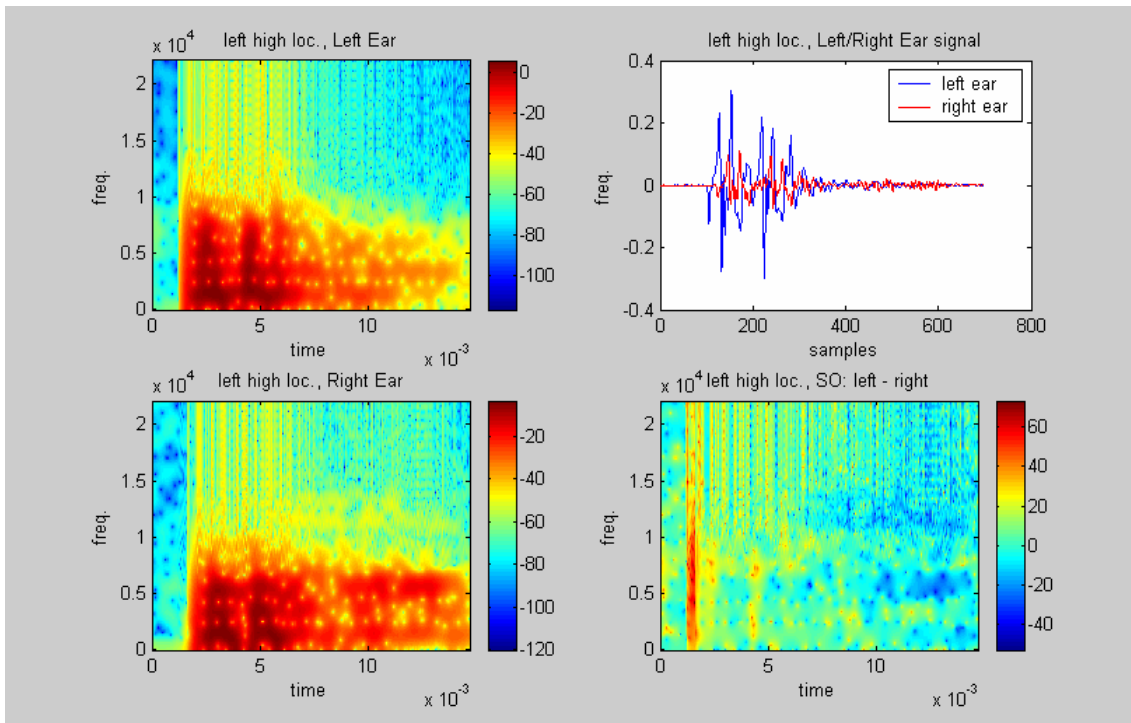 x 10^4
left high loc., Left Ear
freq.
2
1.5
1
0.5
0
0
5
10
time
x 10^-3
0
-20
-40
-60
-80
-100
left high loc., Left/Right Ear signal
freq.
0.4
0.2
0
-0.2
-0.4
0
200
400
600
800
samples
left ear
right ear
x 10^4
left high loc., Right Ear
freq.
2
1.5
1
0.5
0
0
5
10
time
x 10^-3
-20
-40
-60
-80
-100
-120
x 10^4
left high loc., SO: left - right
freq.
2
1.5
1
0.5
0
0
5
10
time
x 10^-3
60
40
20
0
-20
-40